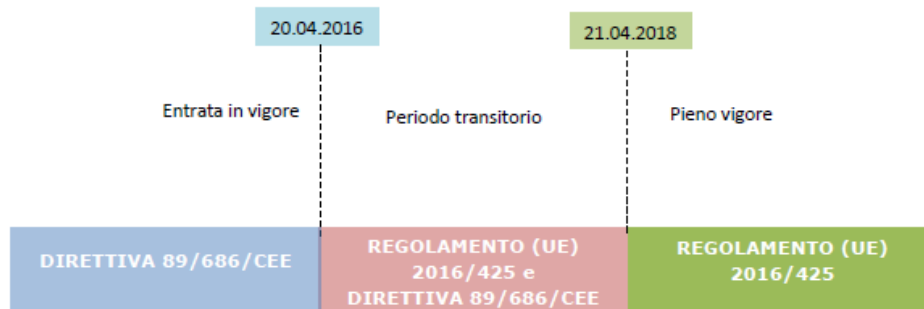 20.04.2016
21.04.2018
Entrata in vigore
Periodo transitorio
Pieno vigore
DIRETTIVA 89/686/CEE
REGOLAMENTO (UE)
2016/425 e
DIRETTIVA 89/686/CEE
REGOLAMENTO (UE)
2016/425